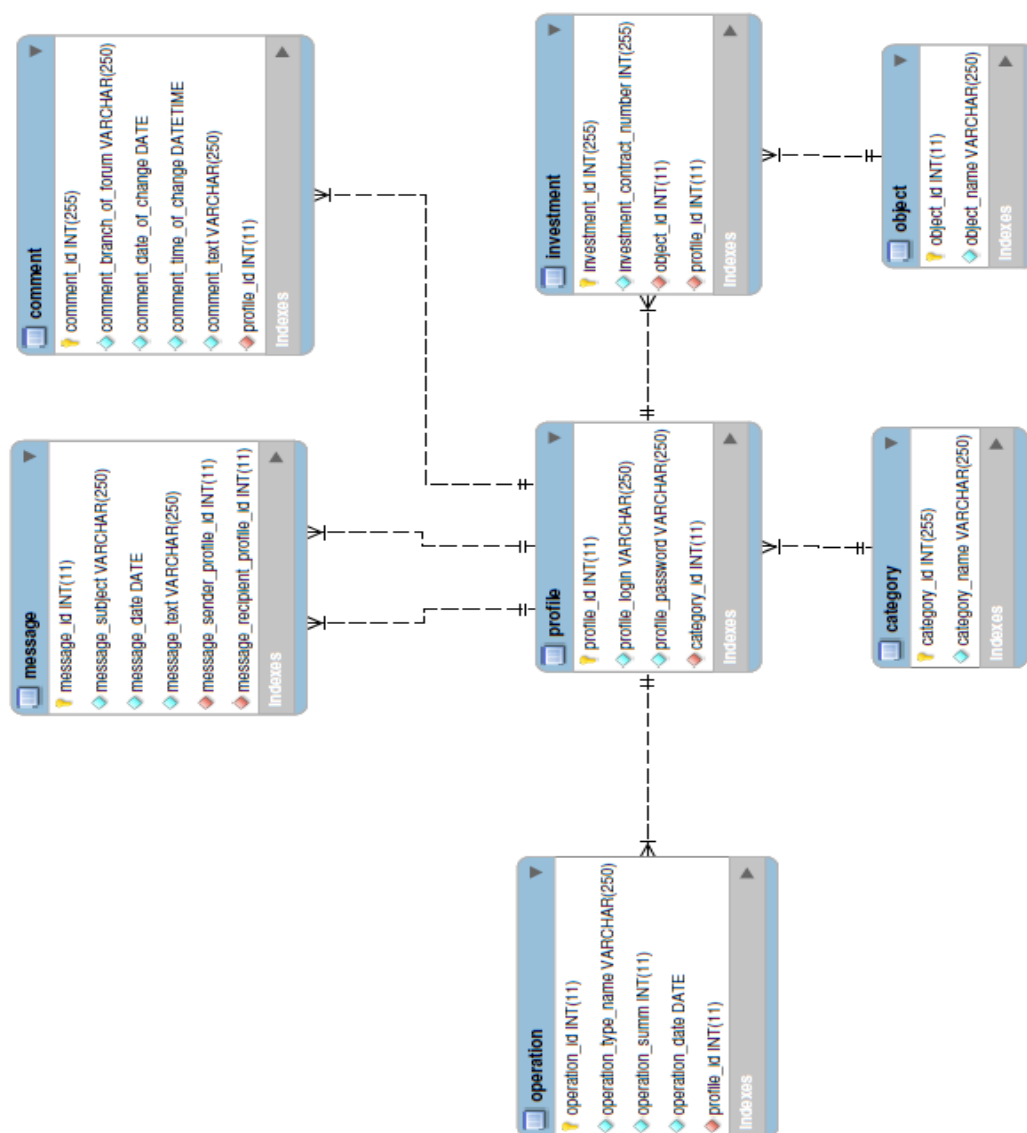 message
message_id INT(11)
message_subject VARCHAR(250)
message_date DATE
message_text VARCHAR(250)
message_sender_profile_id INT(11)
message_recipient_profile_id INT(11)
Indexes
comment
comment_id INT(255)
comment_branch_of_forum VARCHAR(250)
comment_date_of_change DATE
comment_time_of_change DATETIME
comment_text VARCHAR(250)
profile_id INT(11)
Indexes
operation
operation_id INT(11)
operation_type_name VARCHAR(250)
operation_summ INT(11)
operation_date DATE
profile_id INT(11)
Indexes
profile
profile_id INT(11)
profile_login VARCHAR(250)
profile_password VARCHAR(250)
category_id INT(11)
Indexes
investment
investment_id INT(255)
investment_contract_number INT(255)
object_id INT(11)
profile_id INT(11)
Indexes
category
category_id INT(255)
category_name VARCHAR(250)
Indexes
object
object_id INT(11)
object_name VARCHAR(250)
Indexes